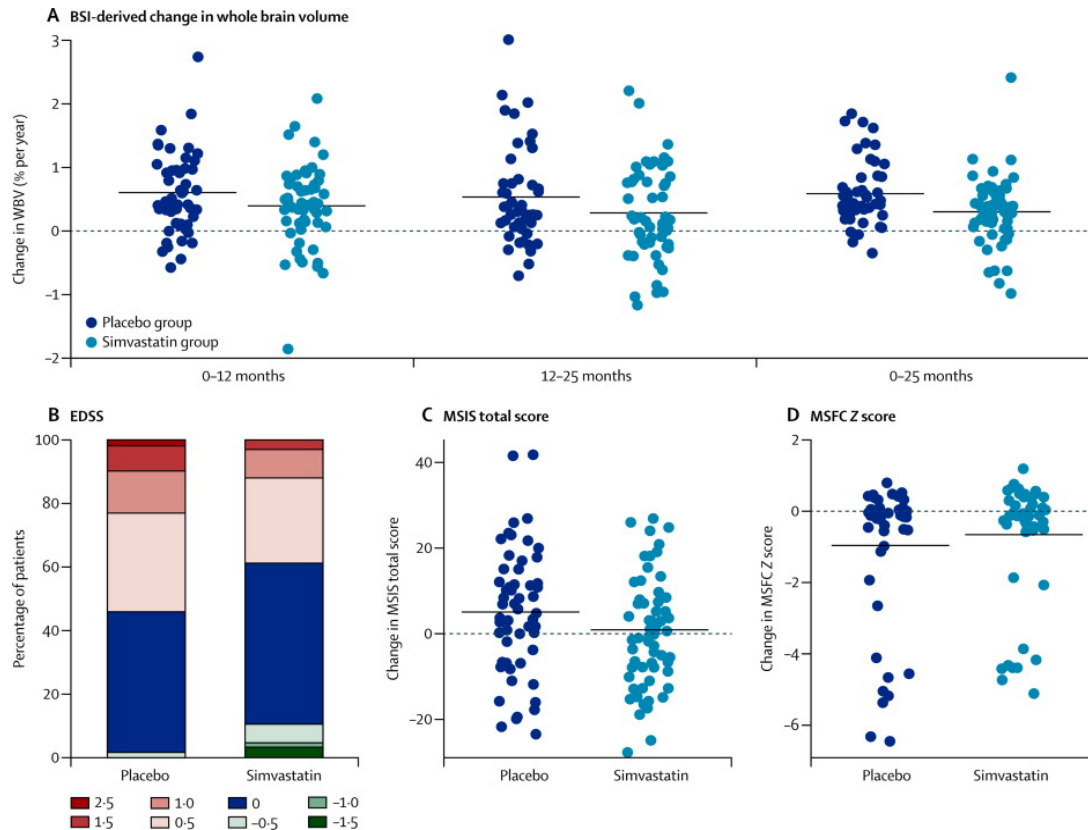 A BSI-derived change in whole brain volume
3
2
1
0
−1
−2
Change in WBV (% per year)
Placebo group
Simvastatin group
0–12 months
12–25 months
0–25 months
B EDSS
100
80
60
40
20
0
Percentage of patients
Placebo
Simvastatin
2·5
1·0
0
−1·0
1·5
0·5
−0·5
−1·5
C MSIS total score
40
20
0
−20
Change in MSIS total score
Placebo
Simvastatin
D MSFC Z score
2
0
−2
−4
−6
Change in MSFC Z score
Placebo
Simvastatin